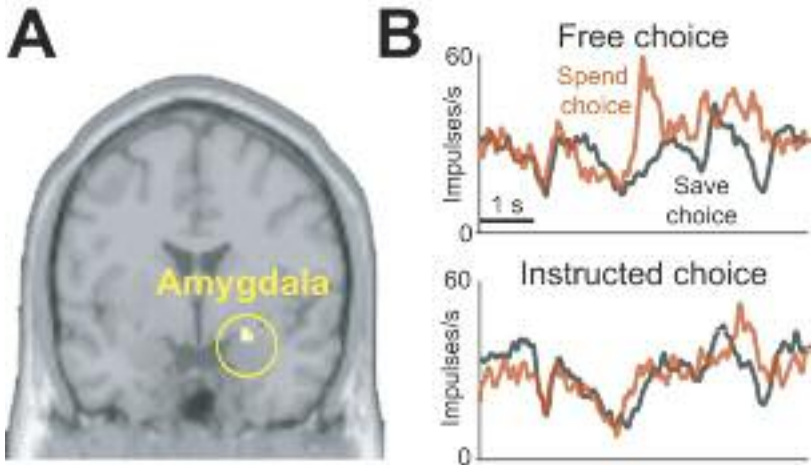 A
Amygdala
B
Free choice
60
Spend
choice
Impulses/s
Save
choice
1 s
0
Instructed choice
60
Impulses/s
0